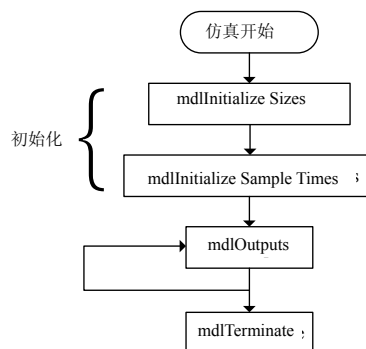 仿真开始
mdlInitialize Sizes
初始化
mdlInitialize Sample Times s
mdlOutputs
mdlTerminate